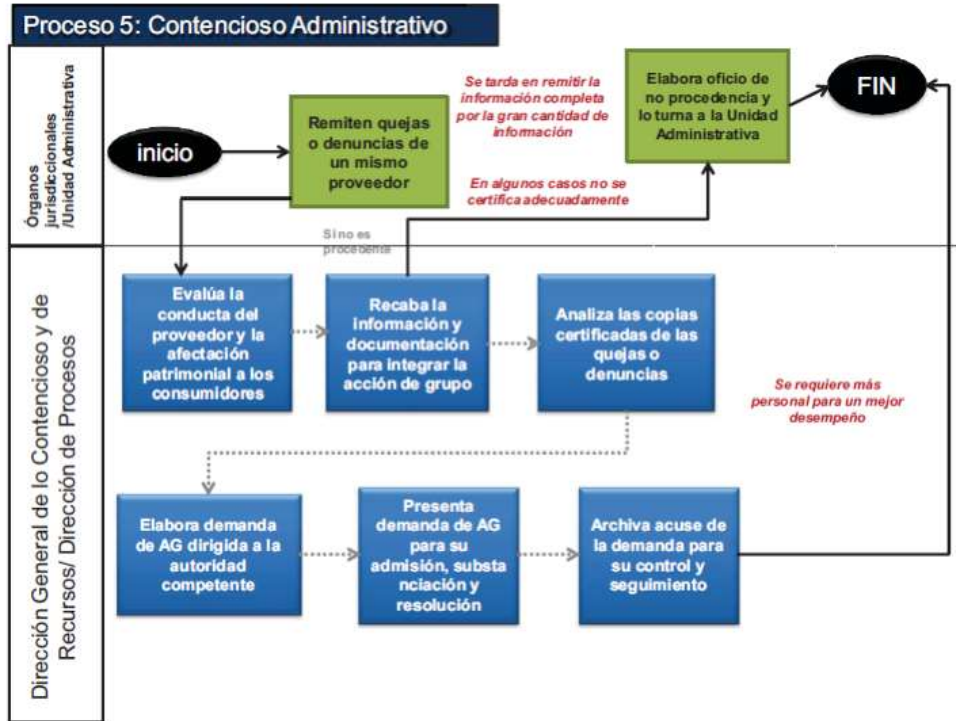 Proceso 5: Contencioso Administrativo
Órganos
jurisdiccionales
/Unidad Administrativa
inicio
Remiten quejas
o denuncias de
un mismo
proveedor
Se tarda en remitir la
información completa
por la gran cantidad de
información
En algunos casos no se
certifica adecuadamente
Elabora oficio de
no procedencia y
lo turna a la Unidad
Administrativa
FIN
Si no es
procedente
Dirección General de lo Contencioso y de
Recursos/ Dirección de Procesos
Evalúa la
conducta del
proveedor y la
afectación
patrimonial a los
consumidores
Recaba la
información y
documentación
para integrar la
acción de grupo
Analiza las copias
certificadas de las
quejas o
denuncias
Se requiere más
personal para un mejor
desempeño
Elabora demanda
de AG dirigida a la
autoridad
competente
Presenta
demanda de AG
para su
admisión, substa
nciación y
resolución
Archiva acuse de
la demanda para
su control y
seguimiento